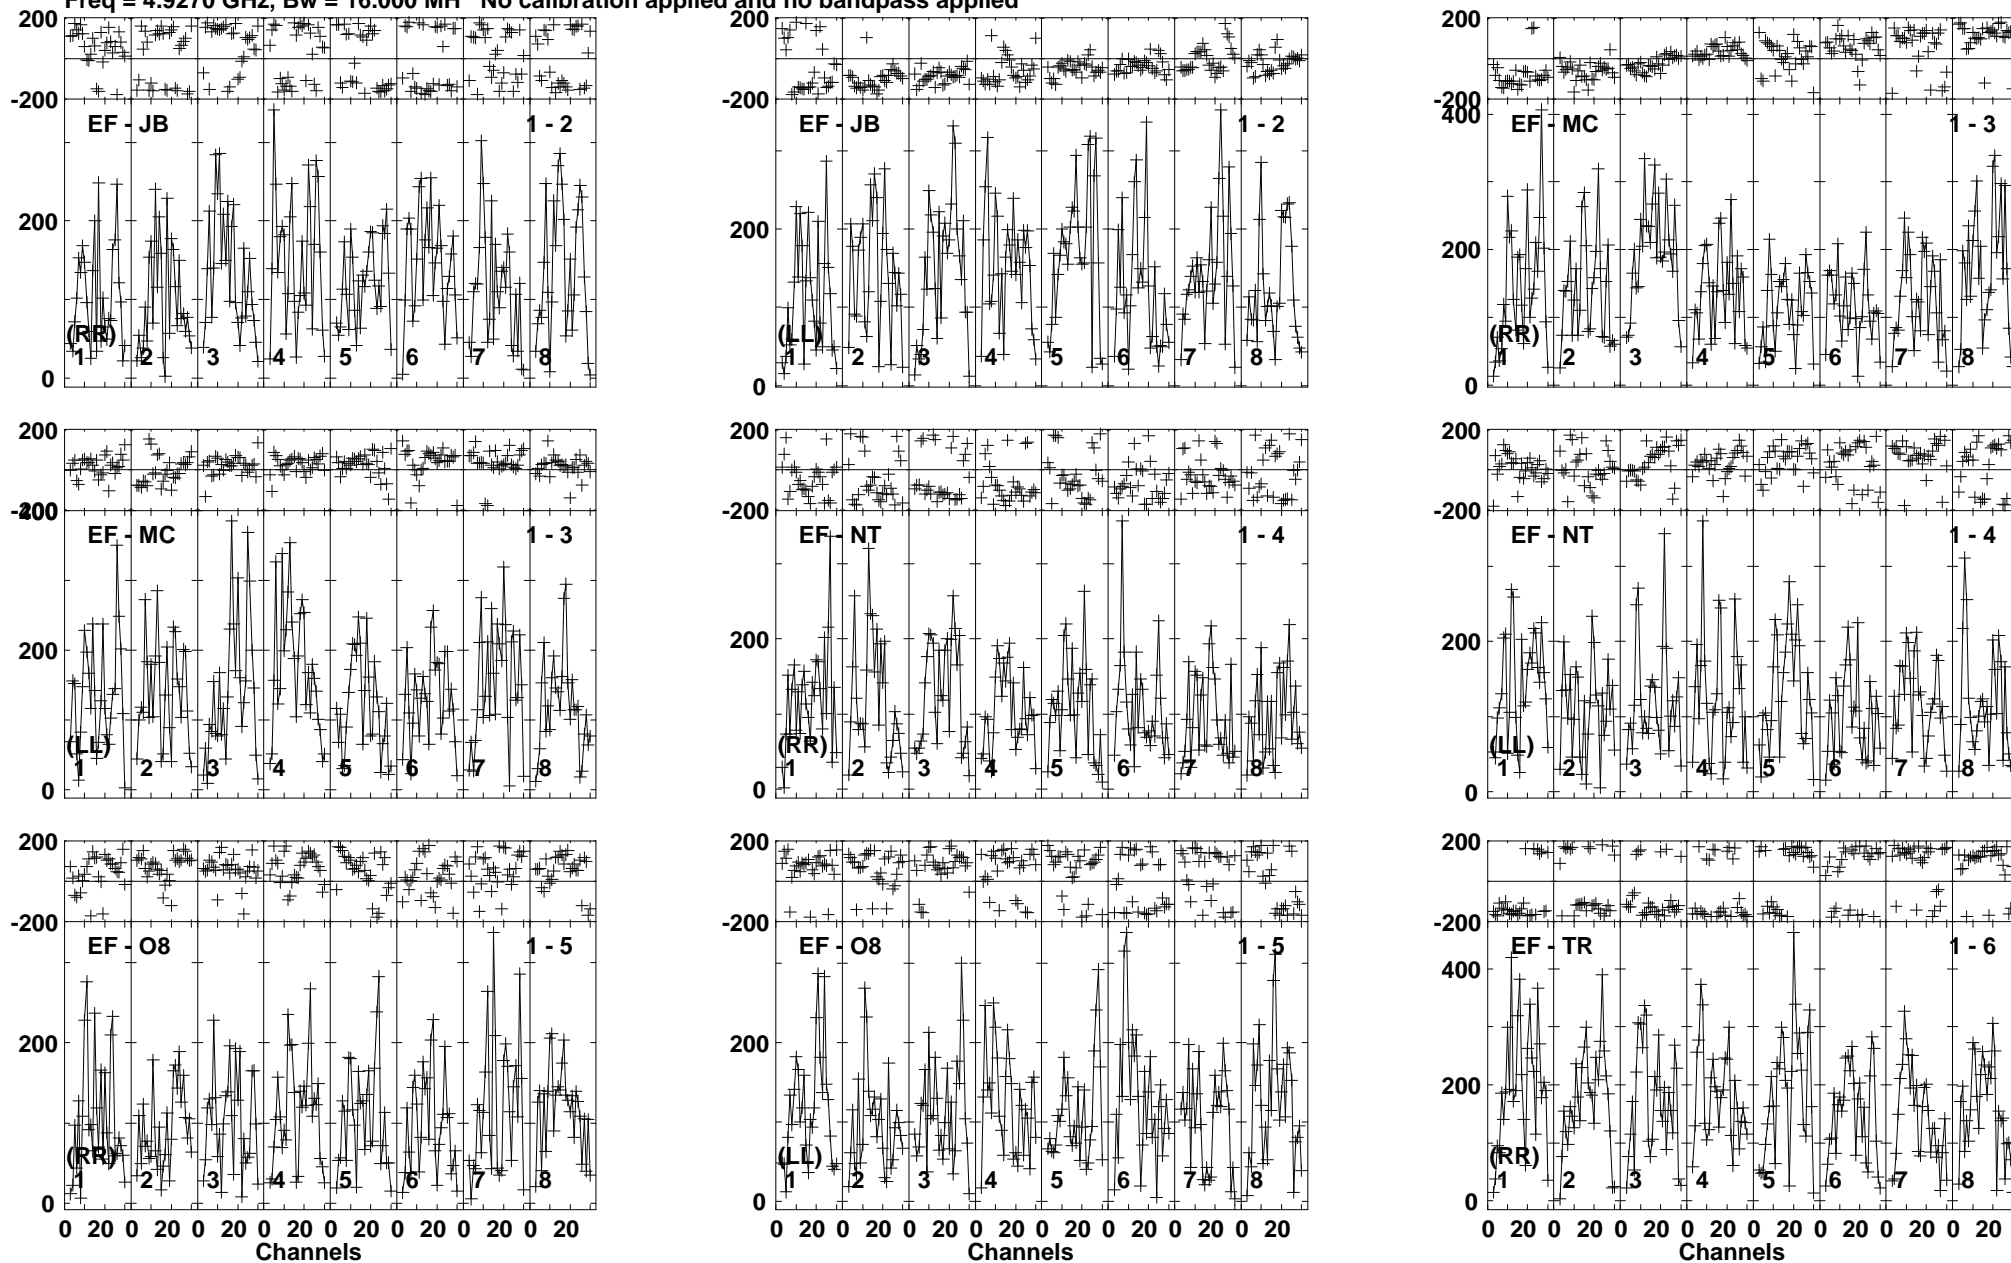 Freq = 4.9270 GHz, Bw = 16.000 MH No calibration applied and no bandpass applied
200 200 200
-200 -200 -200
400
EF - JB 1 - 2 EF - JB 1 - 2 EF - MC 1 - 3
200 200 200
(RR) (LL) (RR)
1 2 3 4 5 6 7 8 1 2 3 4 5 6 7 8 1 2 3 4 5 6 7 8
0 0 0
200 200 200
-200 -200 -200
400
EF - MC 1 - 3 EF - NT 1 - 4 EF - NT 1 - 4
200 200 200
(LL) (RR) (LL)
1 2 3 4 5 6 7 8 1 2 3 4 5 6 7 8 1 2 3 4 5 6 7 8
0 0 0
200 200 200
-200 -200 -200
EF - O8 1 - 5 EF - O8 1 - 5 EF - TR 1 - 6
400
200 200 200
(RR) (LL) (RR)
1 2 3 4 5 6 7 8 1 2 3 4 5 6 7 8 1 2 3 4 5 6 7 8
0 0 0
0 20 0 20 0 20 0 20 0 20 0 20 0 20 0 20 0 20 0 20 0 20 0 20 0 20 0 20 0 20 0 20 0 20 0 20 0 20 0 20 0 20 0 20 0 20 0 20
Channels Channels Channels